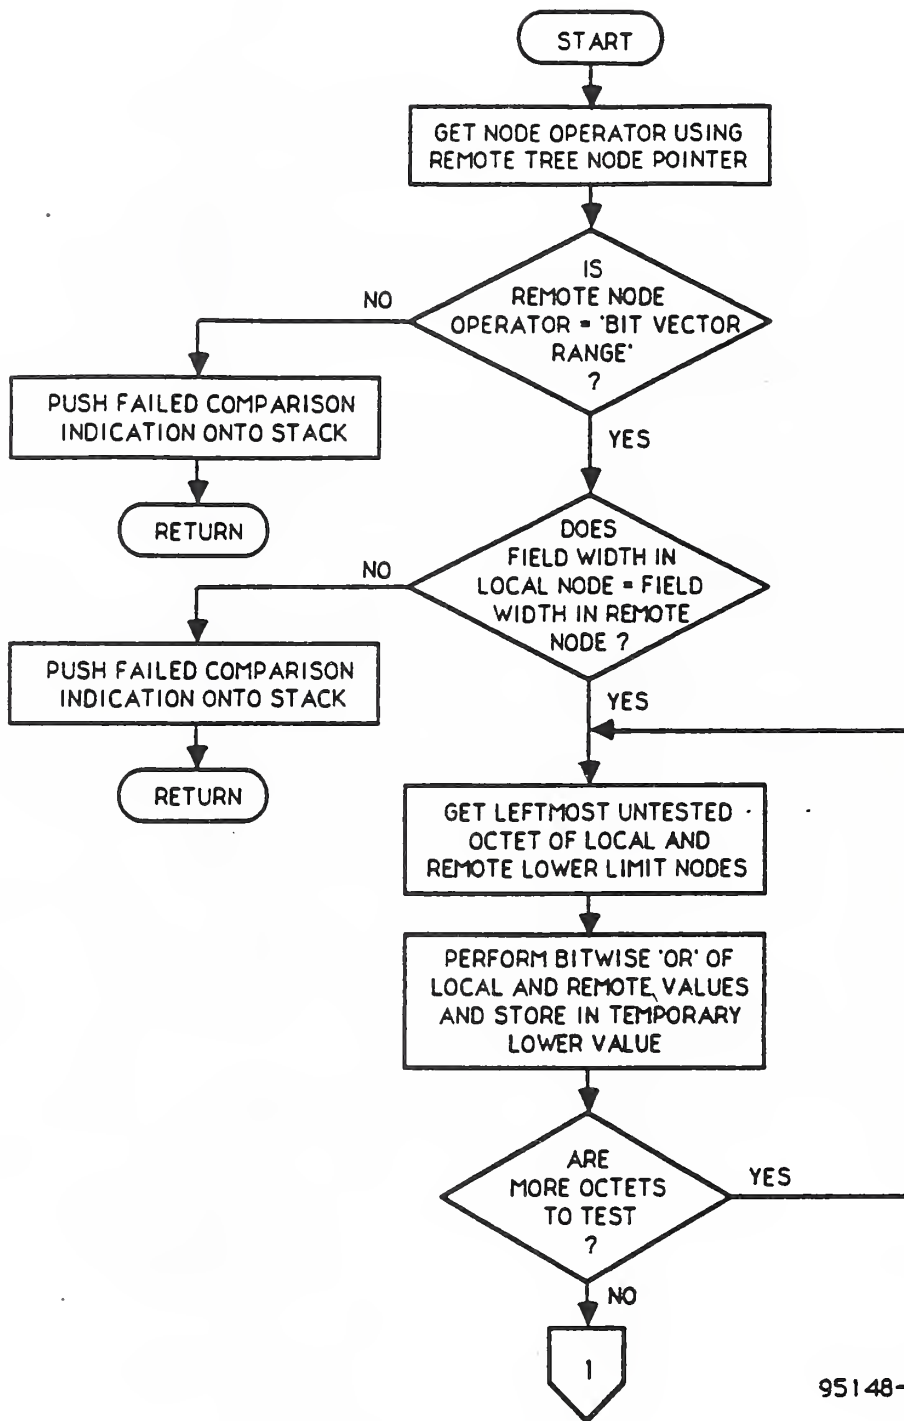 START
GET NODE OPERATOR USING
REMOTE TREE NODE POINTER
IS
REMOTE NODE
OPERATOR = 'BIT VECTOR
RANGE'
?
NO
PUSH FAILED COMPARISON
INDICATION ONTO STACK
YES
RETURN
DOES
FIELD WIDTH IN
LOCAL NODE = FIELD
WIDTH IN REMOTE
NODE ?
NO
PUSH FAILED COMPARISON
INDICATION ONTO STACK
YES
RETURN
GET LEFTMOST UNTESTED
OCTET OF LOCAL AND
REMOTE LOWER LIMIT NODES
PERFORM BITWISE 'OR' OF
LOCAL AND REMOTE VALUES
AND STORE IN TEMPORARY
LOWER VALUE
ARE
MORE OCTETS
TO TEST
?
YES
NO
1
95148-